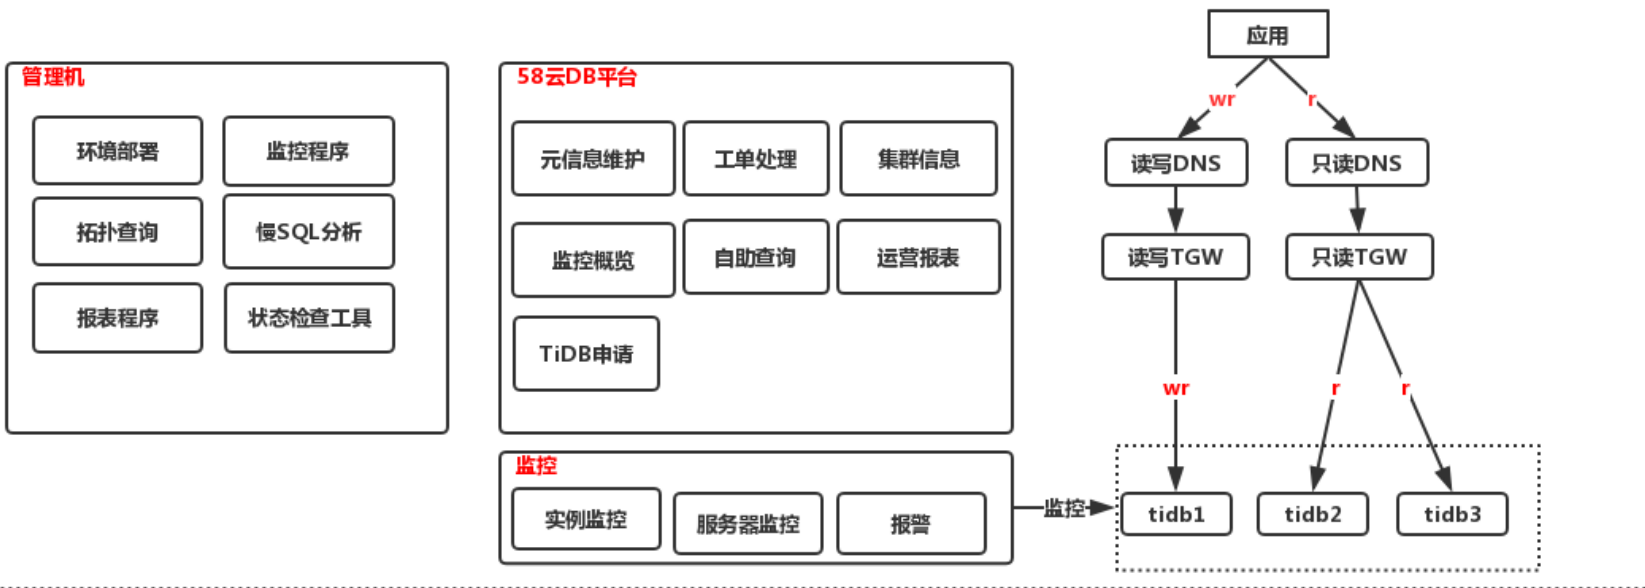 管理机
环境部署
监控程序
拓扑查询
慢SQL分析
报表程序
状态检查工具
58云DB平台
元信息维护
工单处理
集群信息
监控概览
自助查询
运营报表
TiDB申请
监控
实例监控
服务器监控
报警
监控
应用
wr
r
读写DNS
只读DNS
读写TGW
只读TGW
wr
r
r
tidb1
tidb2
tidb3